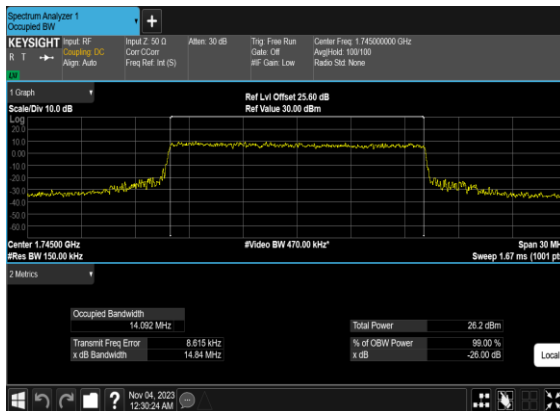 Spectrum Analyzer 1
Occupied BW
KEYSIGHT Input: RF Input Z: 50 Ω Atten: 30 dB Trig: Free Run Center Freq: 1.745000000 GHz
R T Coupling: DC Corr CCorr Gate: Off Avg|Hold: 100/100
Align: Auto Freq Ref: Int (S) #IF Gain: Low Radio Std: None
1 Graph
Ref Lvl Offset 25.60 dB
Scale/Div 10.0 dB Ref Value 30.00 dBm
Log
20.0
10.0
0.00
-10.0
-20.0
-30.0
-40.0
-50.0
-60.0
Center 1.74500 GHz #Video BW 470.00 kHz* Span 30 MH
#Res BW 150.00 kHz Sweep 1.67 ms (1001 pt
2 Metrics
Occupied Bandwidth
14.092 MHz Total Power 26.2 dBm
Transmit Freq Error 8.615 kHz % of OBW Power 99.00 %
x dB Bandwidth 14.84 MHz x dB -26.00 dB
Local
Nov 04, 2023
12:30:24 AM